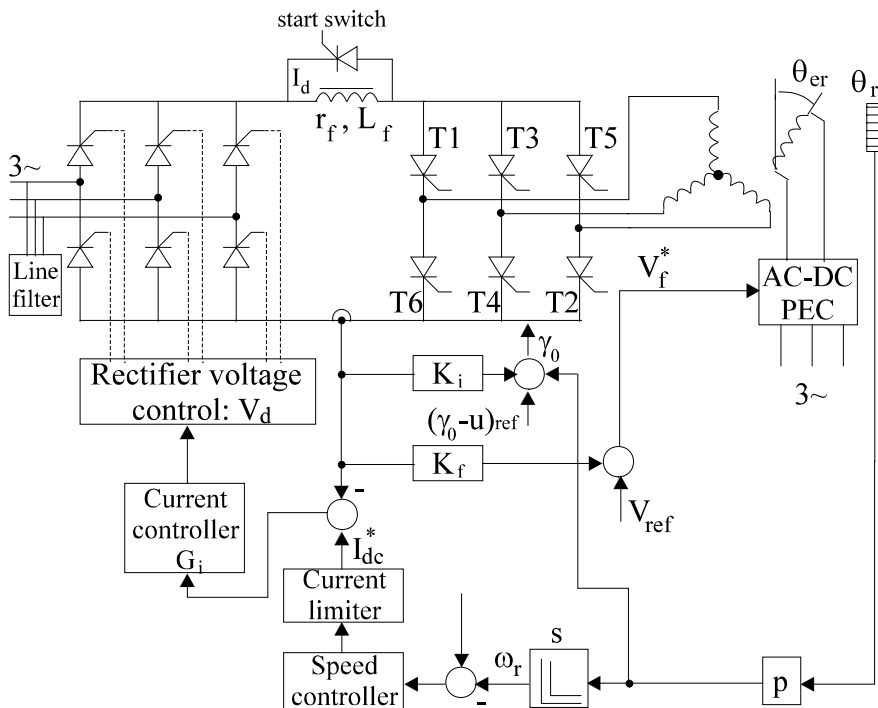 start switch
I_d
r_f , L_f
T1
T3
T5
θ_er
θ_r
3~
Line
filter
T6
T4
T2
V_f^*
AC-DC
PEC
3~
Rectifier voltage
control: V_d
K_i
γ_0
(γ_0-u)_ref
K_f
-
V_ref
Current
controller
G_i
I_dc^*
Current
limiter
Speed
controller
ω_r
-
s
p